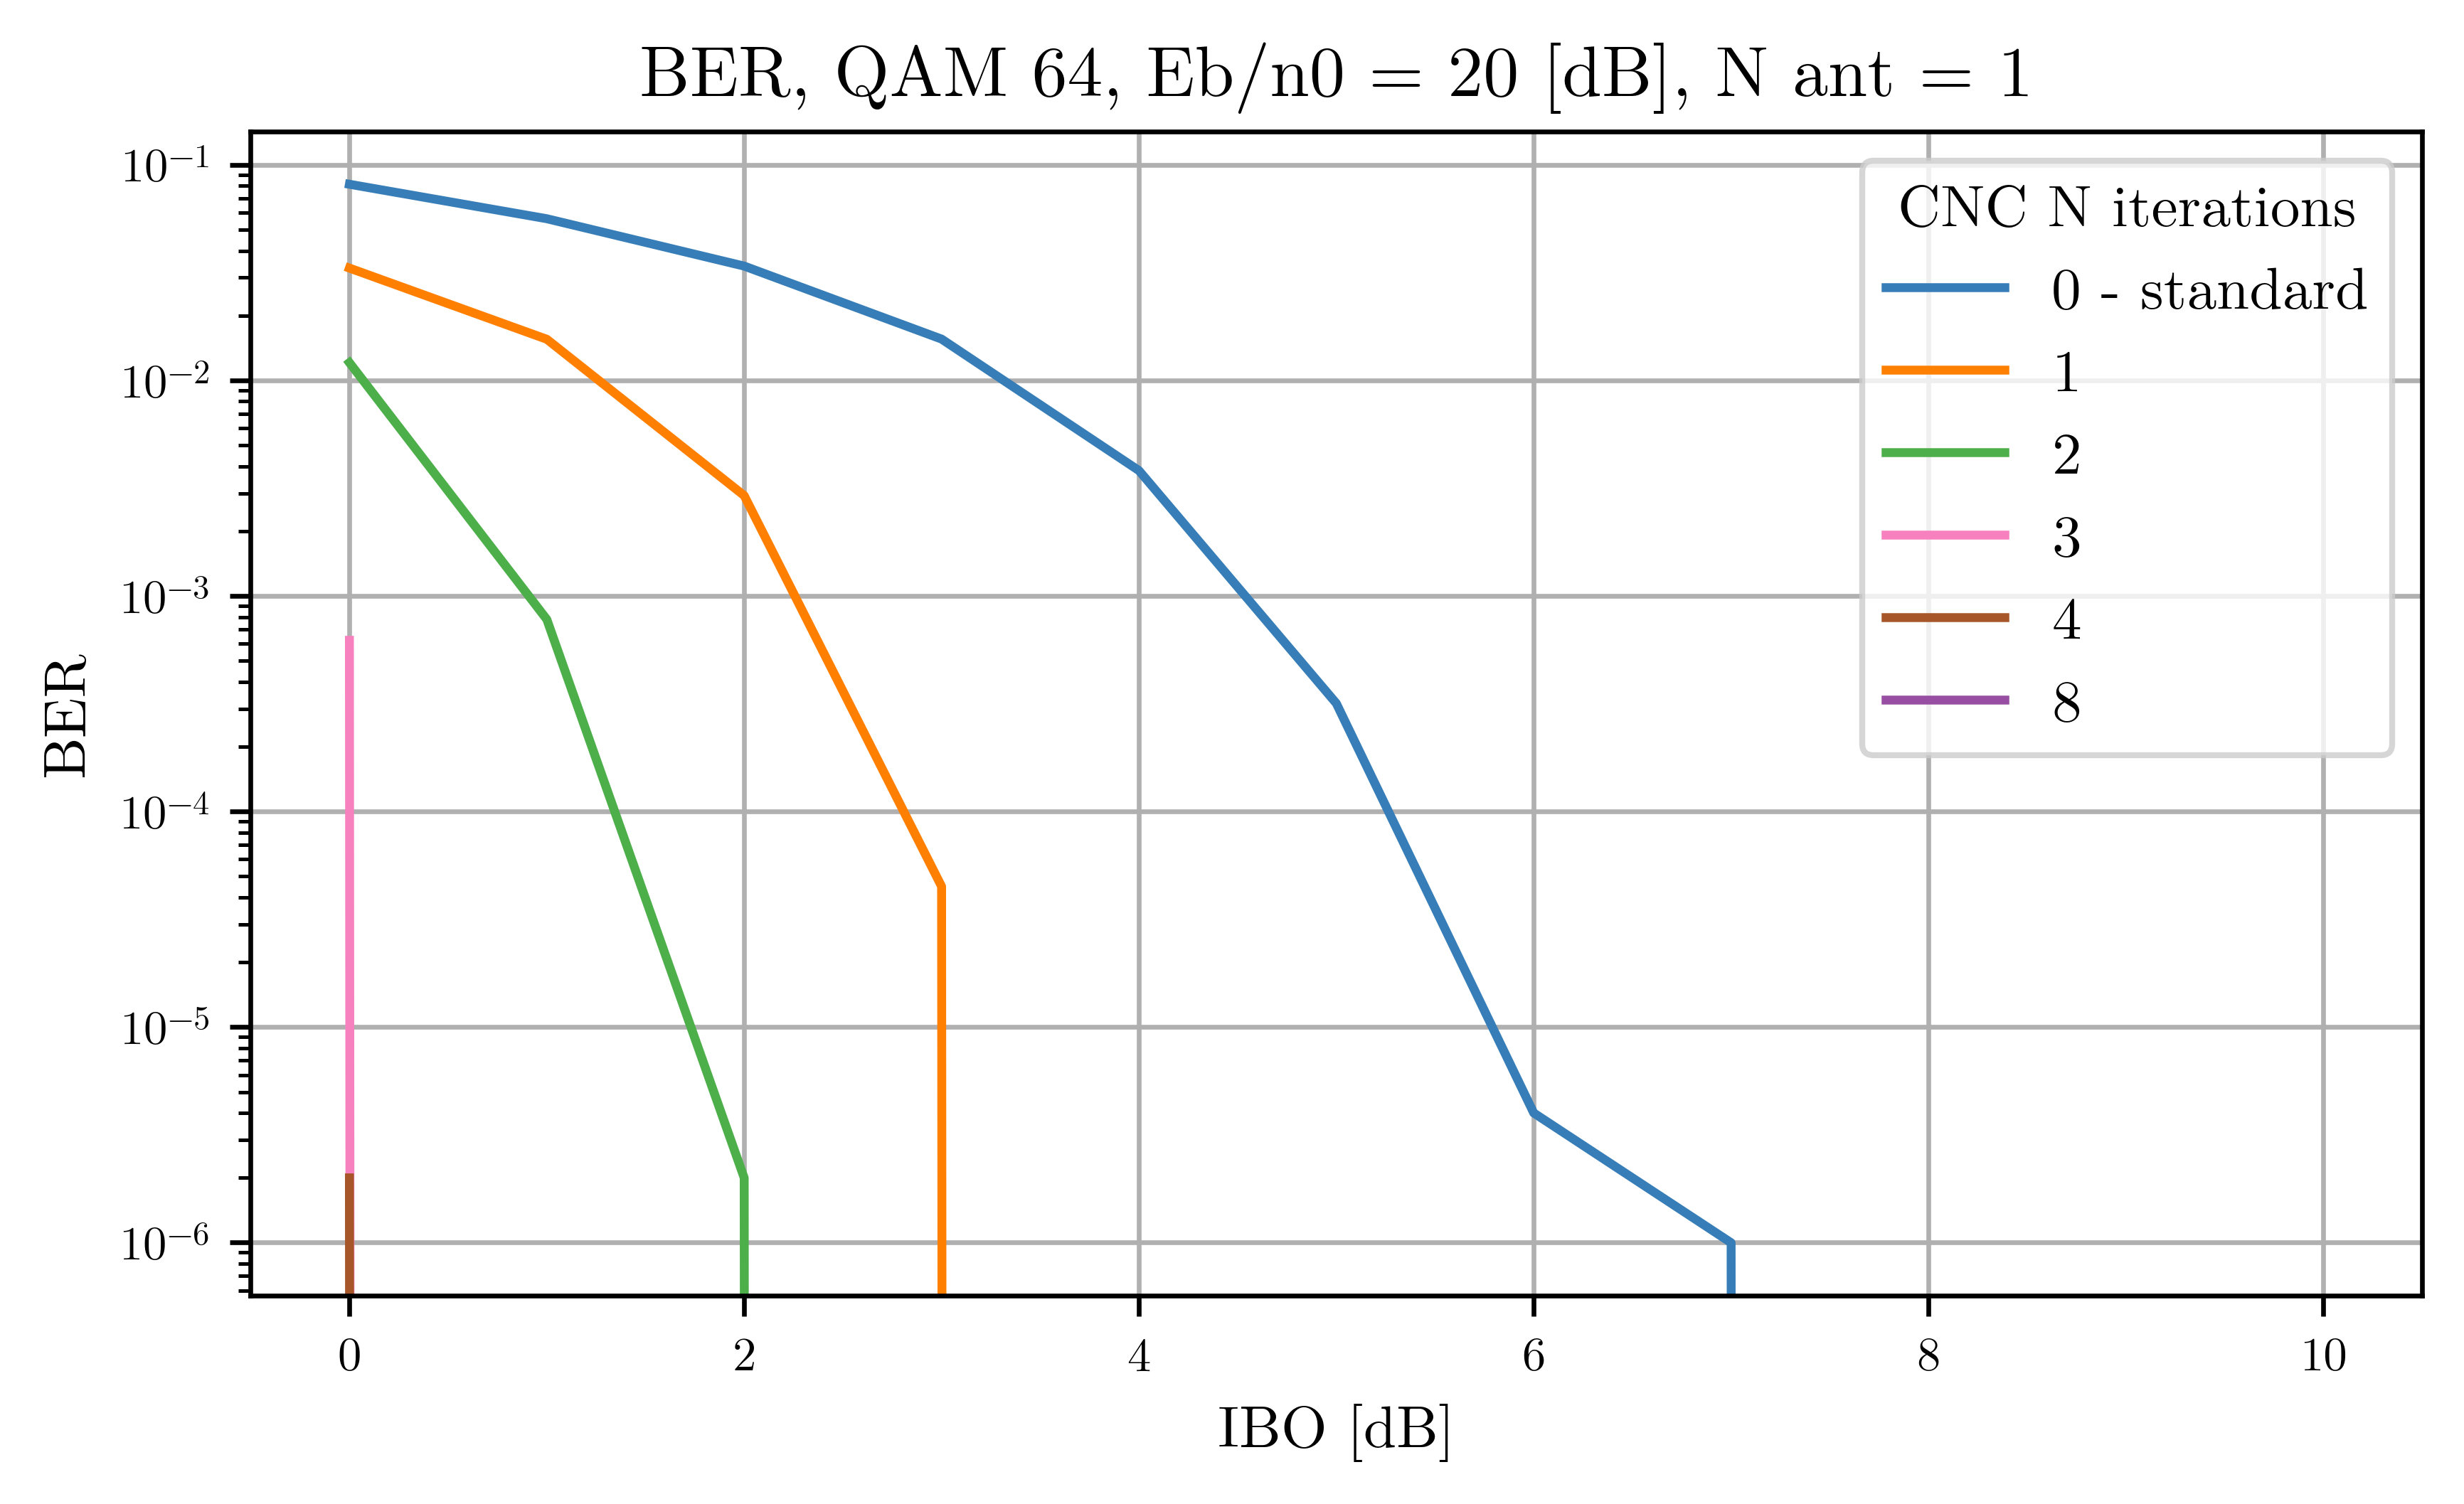 BER, QAM 64, Eb/n0 = 20 [dB], N ant = 1
CNC N iterations
0 - standard
1
2
3
4
8
BER
10⁻¹
10⁻²
10⁻³
10⁻⁴
10⁻⁵
10⁻⁶
0 2 4 6 8 10
IBO [dB]